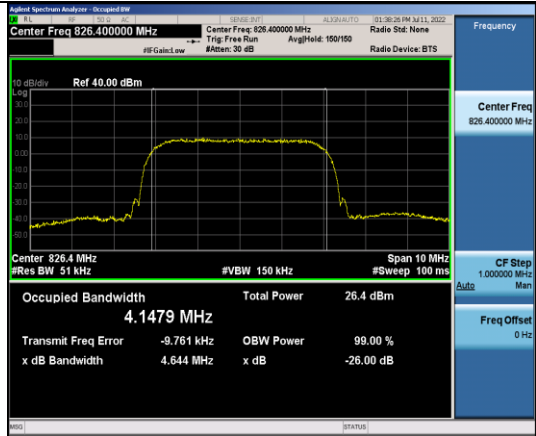 Agilent Spectrum Analyzer - Occupied BW
RL RF 50 Ω AC SENSE:INT ALIGNAUTO 01:38:26 PM Jul 11, 2022
Center Freq 826.400000 MHz Center Freq: 826.400000 MHz Radio Std: None Frequency
Trig: Free Run Avg|Hold: 150/150
#IFGain:Low #Atten: 30 dB Radio Device: BTS
10 dB/div Ref 40.00 dBm
Log
30.0
20.0
10.0
0.00
-10.0
-20.0
-30.0
-40.0
-50.0
Center Freq
826.400000 MHz
Center 826.4 MHz Span 10 MHz
#Res BW 51 kHz #VBW 150 kHz #Sweep 100 ms
CF Step
1.000000 MHz
Auto Man
Occupied Bandwidth Total Power 26.4 dBm
4.1479 MHz
Transmit Freq Error -9.761 kHz OBW Power 99.00 %
x dB Bandwidth 4.644 MHz x dB -26.00 dB
Freq Offset
0 Hz
MSG STATUS